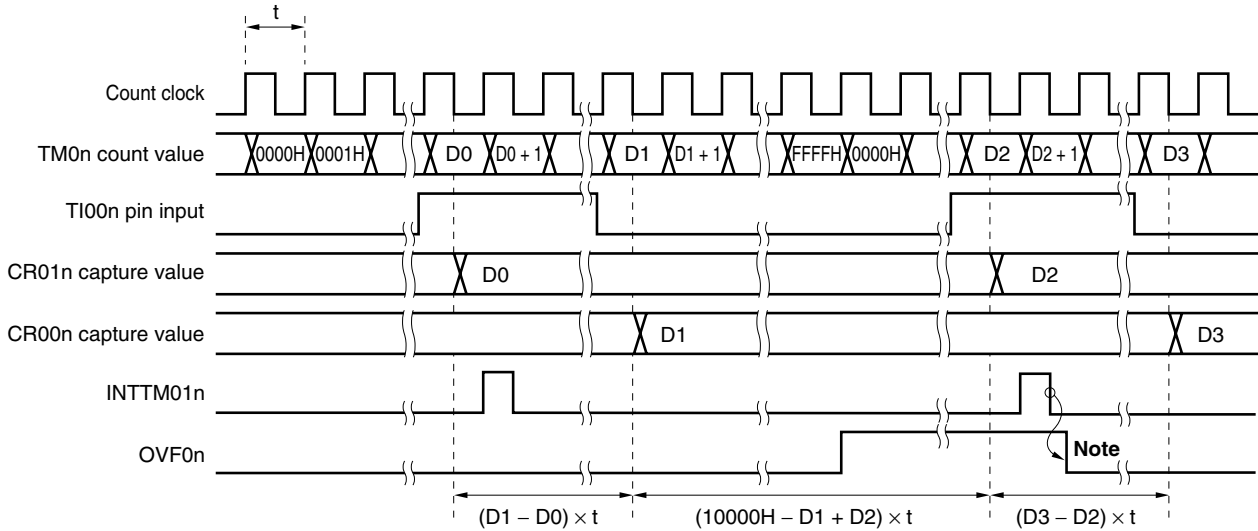 t
Count clock
TM0n count value 0000H 0001H D0 D0 + 1 D1 D1 + 1 FFFFH 0000H D2 D2 + 1 D3
TI00n pin input
CR01n capture value D0 D2
CR00n capture value D1 D3
INTTM01n
OVF0n Note
(D1 − D0) × t (10000H − D1 + D2) × t (D3 − D2) × t